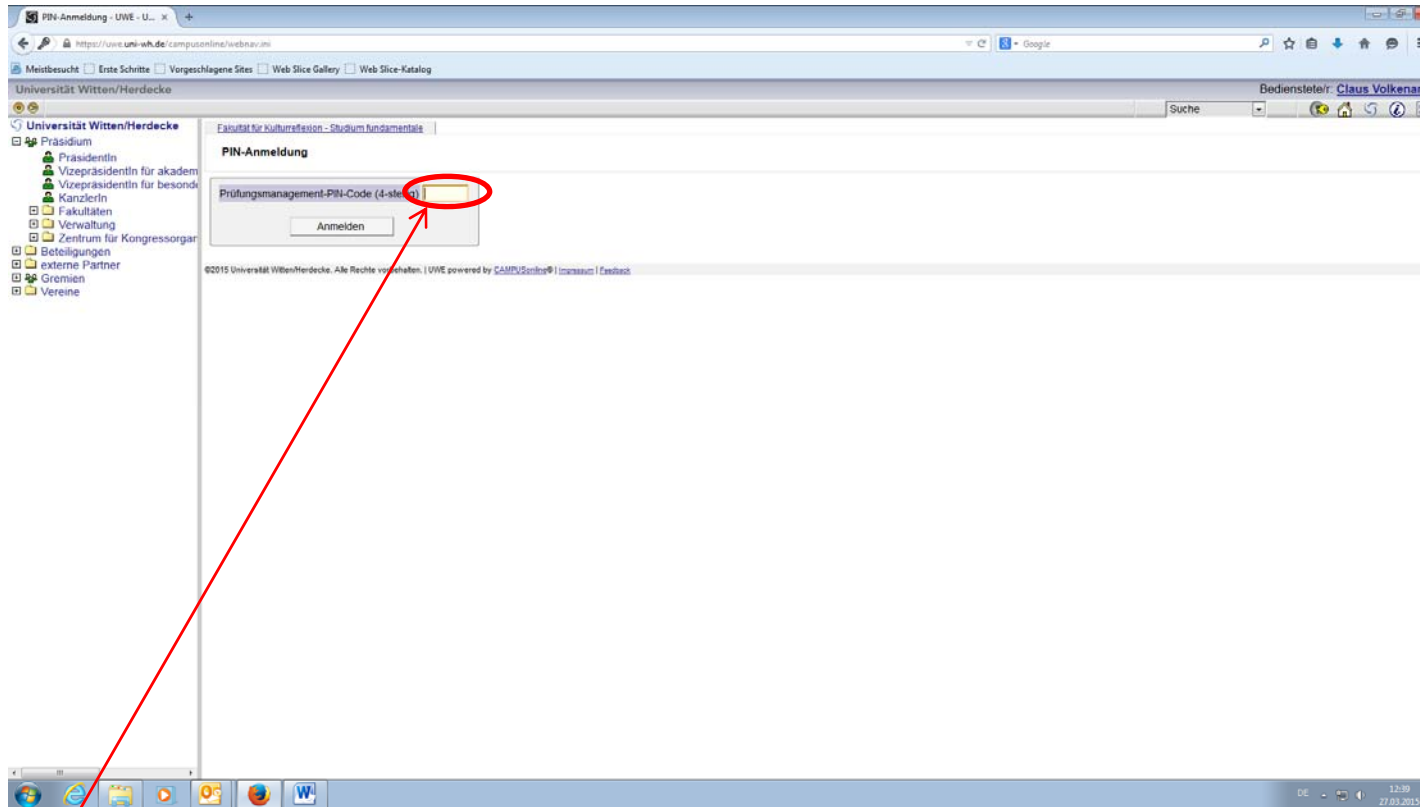 PIN-Anmeldung - UWE - U... × +
https://uwe.uni-wh.de/campusonline/webnav.ini
Google
Meistbesucht Erste Schritte Vorgeschlagene Sites Web Slice Gallery Web Slice-Katalog
Universität Witten/Herdecke
Bedienstete/r: Claus Volkenar
Suche
Universität Witten/Herdecke
Präsidium
PräsidentIn
VizepräsidentIn für akadem
VizepräsidentIn für besonde
KanzlerIn
Fakultäten
Verwaltung
Zentrum für Kongressorgan
Beteiligungen
externe Partner
Gremien
Vereine
Fakultät für Kulturreflexion - Studium fundamentale
PIN-Anmeldung
Prüfungsmanagement-PIN-Code (4-stellig)
Anmelden
©2015 Universität Witten/Herdecke. Alle Rechte vorbehalten. | UWE powered by CAMPUSonline® | Impressum | Feedback
DE
12:39
27.03.2015